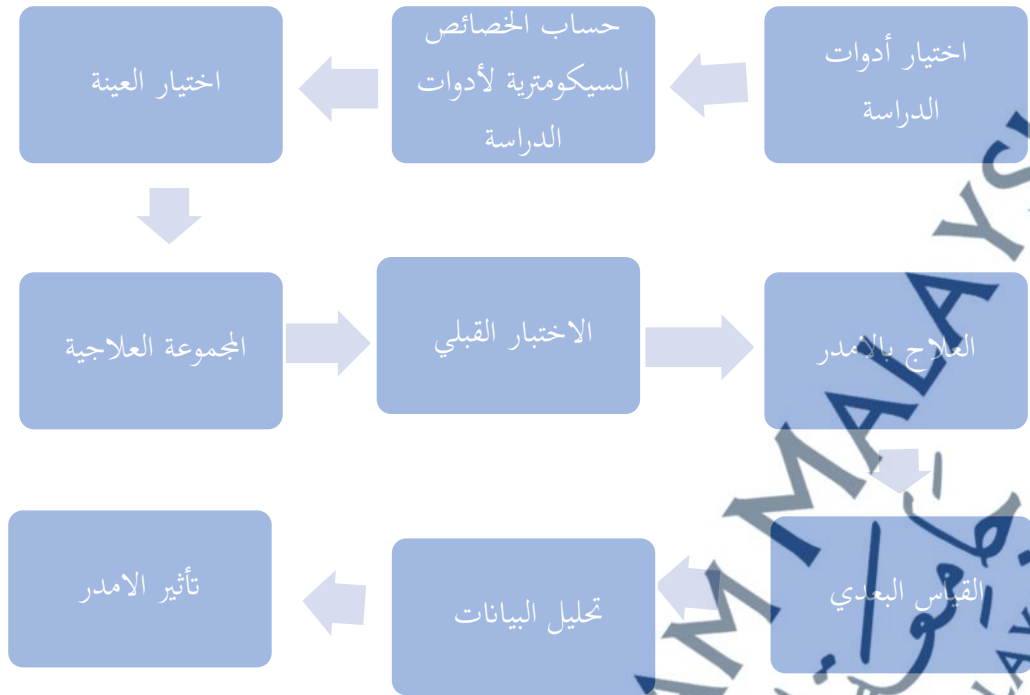 اختيار أدوات
الدراسة
حساب الخصائص
السيكومترية لأدوات
الدراسة
اختيار العينة
المجموعة العلاجية
الاختبار القبلي
العلاج بالامدر
القياس البعدي
تحليل البيانات
تأثير الامدر
M MALAYS